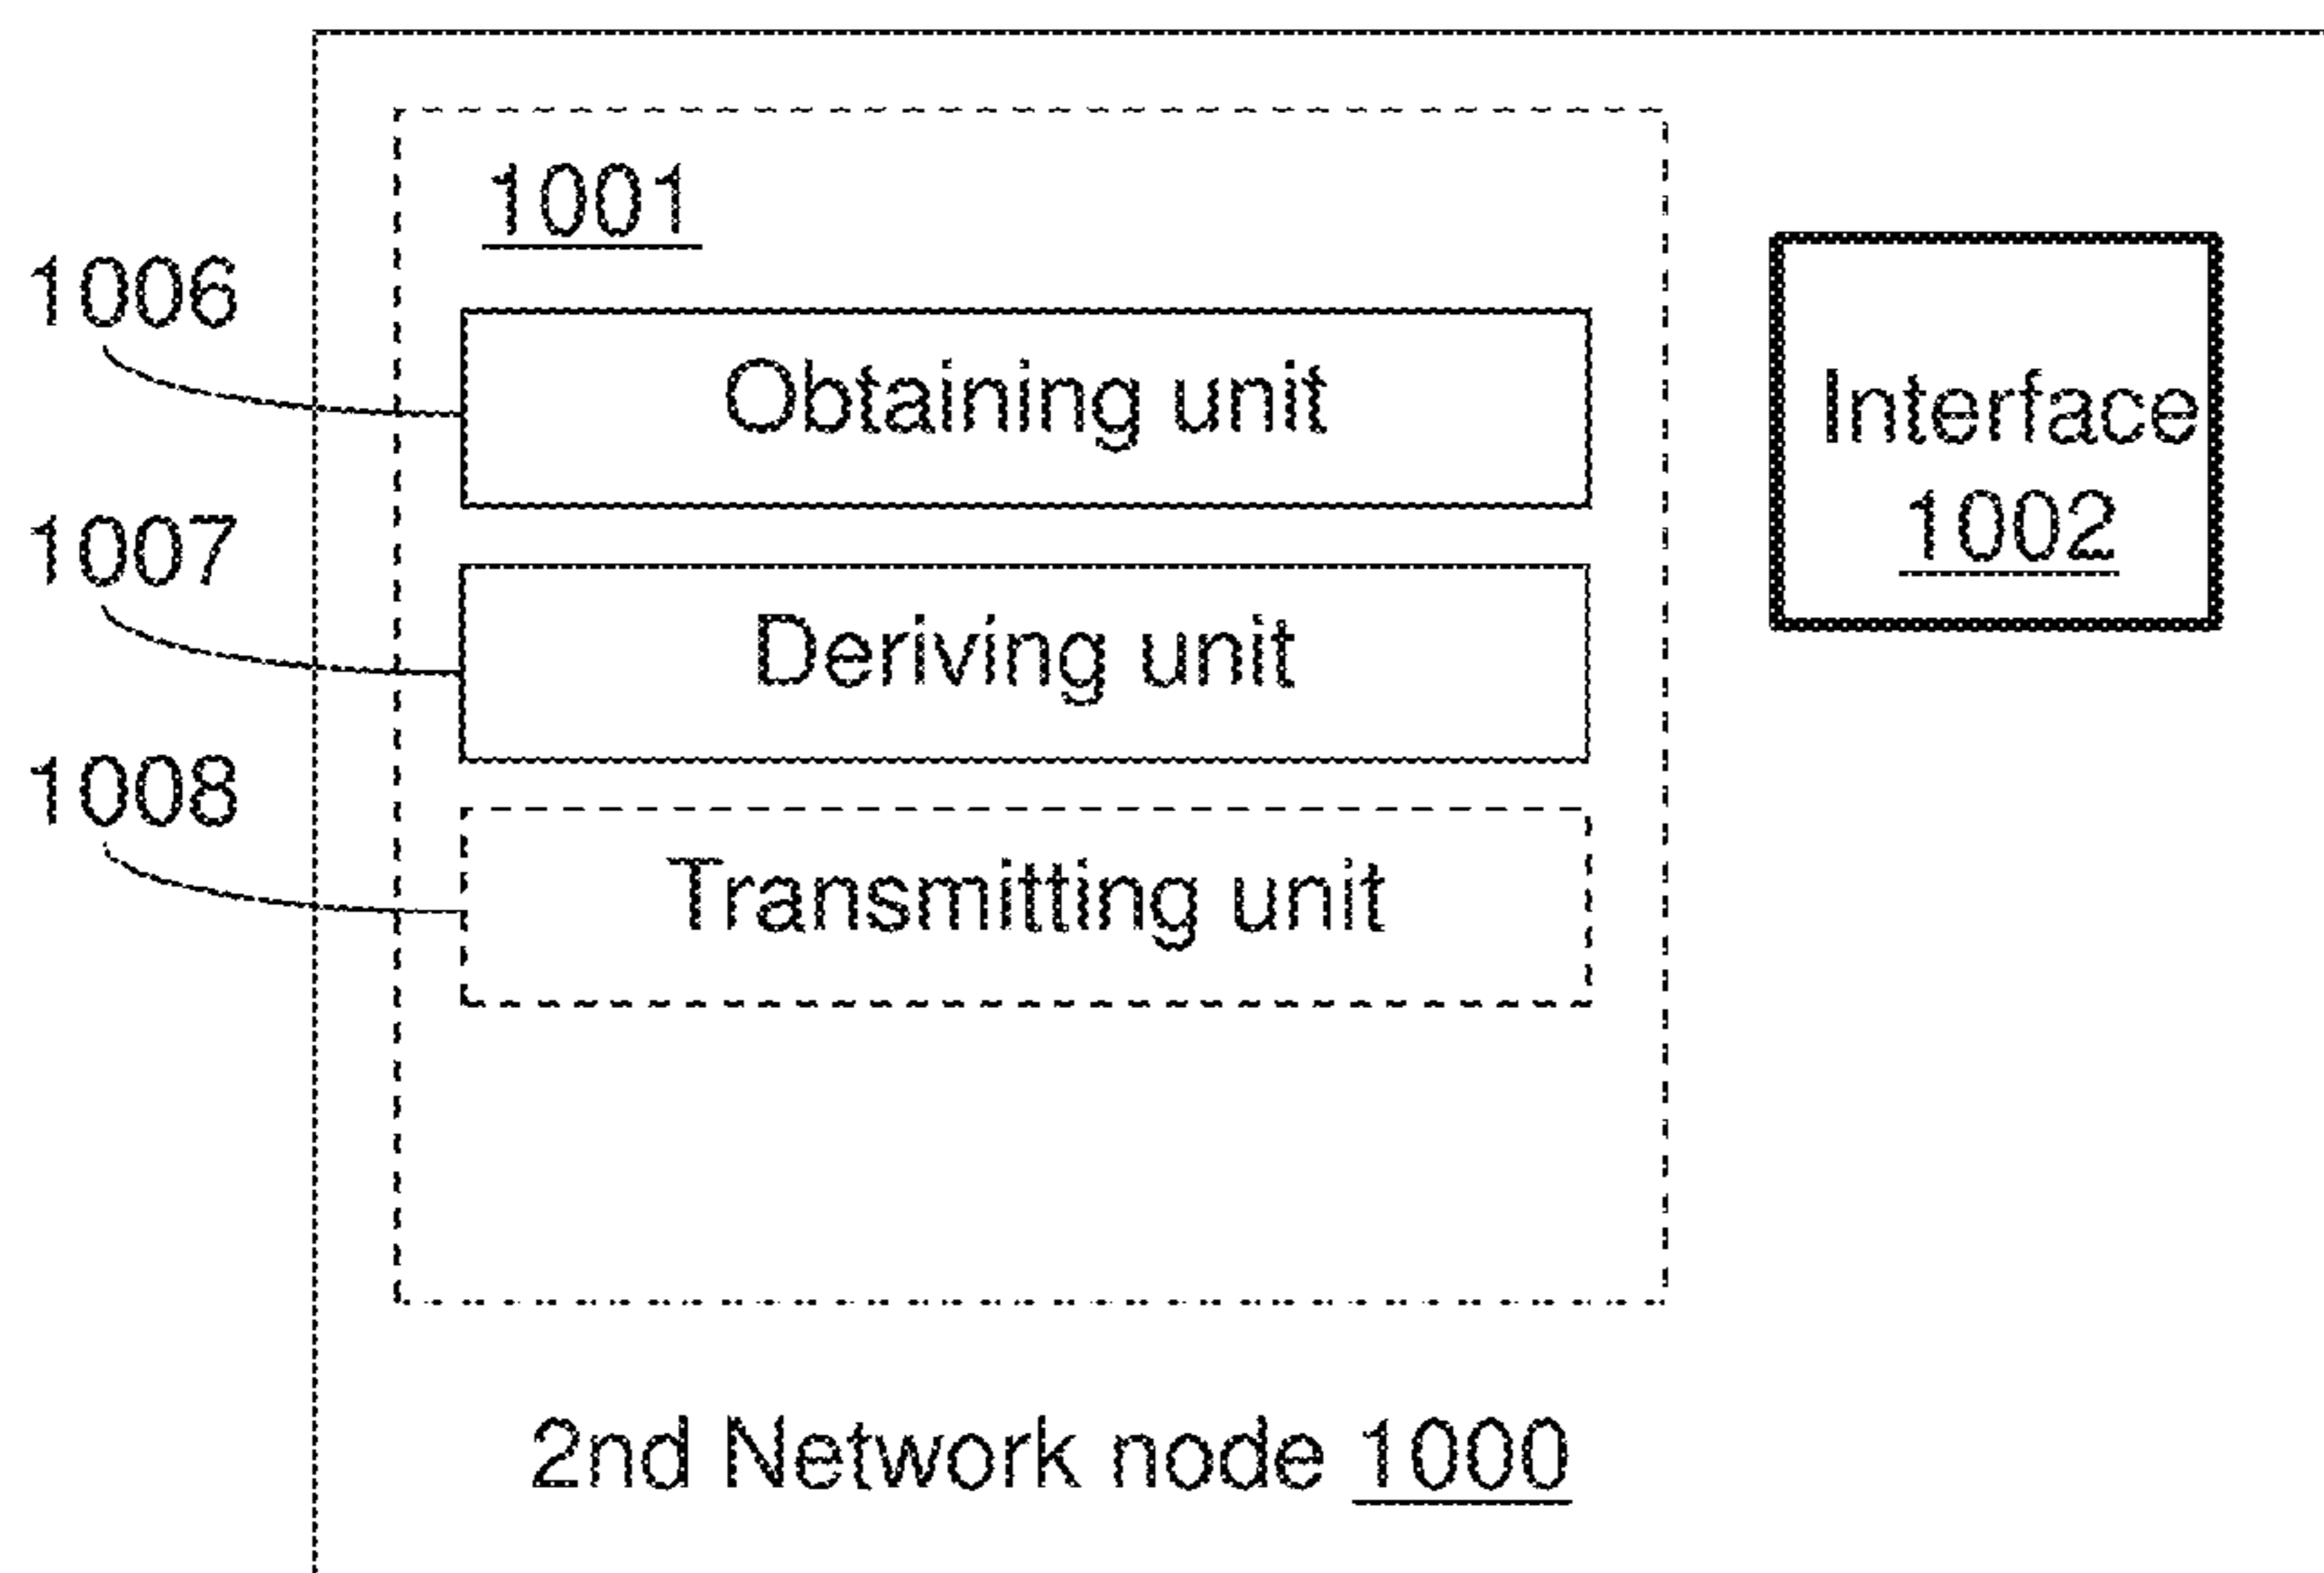 1001
1006
Obtaining unit
Interface
1002
1007
Deriving unit
1008
Transmitting unit
2nd Network node 1000